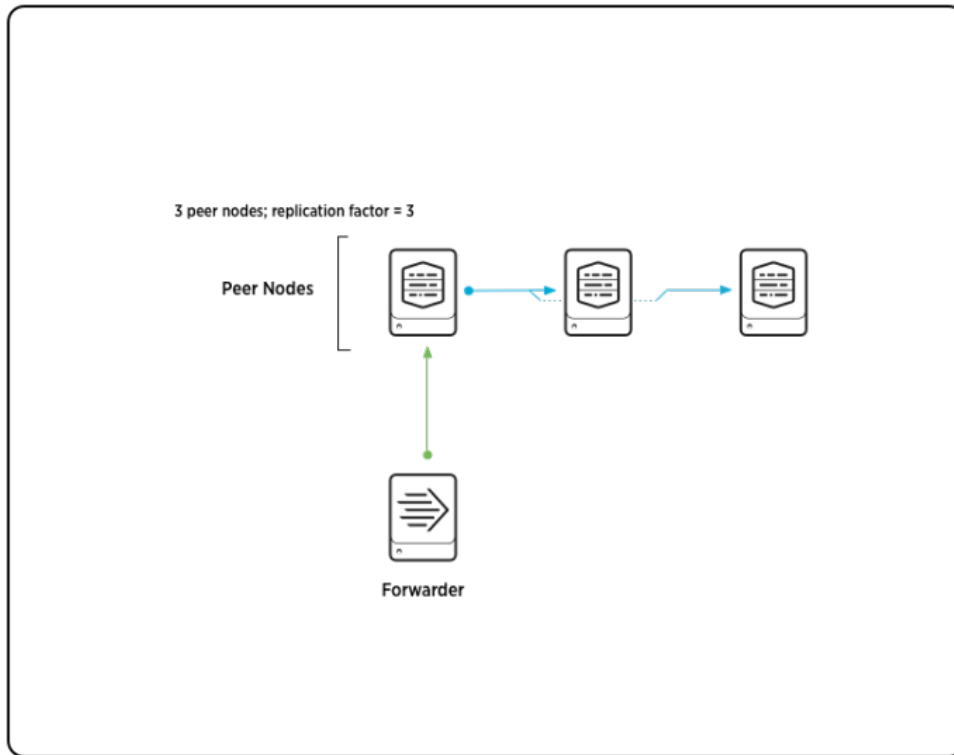 3 peer nodes; replication factor = 3
Peer Nodes
Forwarder